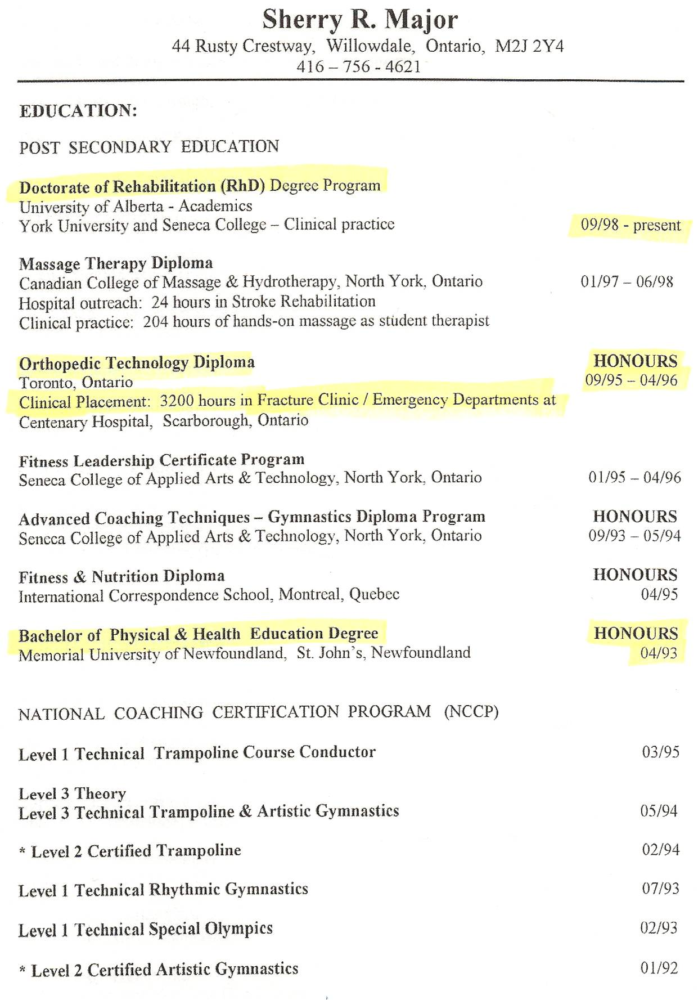 Sherry R. Major
44 Rusty Crestway, Willowdale, Ontario, M2J 2Y4
416 – 756 - 4621
EDUCATION:
POST SECONDARY EDUCATION
Doctorate of Rehabilitation (RhD) Degree Program
University of Alberta - Academics
York University and Seneca College – Clinical practice 09/98 - present
Massage Therapy Diploma
Canadian College of Massage & Hydrotherapy, North York, Ontario 01/97 – 06/98
Hospital outreach: 24 hours in Stroke Rehabilitation
Clinical practice: 204 hours of hands-on massage as student therapist
Orthopedic Technology Diploma HONOURS
Toronto, Ontario 09/95 – 04/96
Clinical Placement: 3200 hours in Fracture Clinic / Emergency Departments at
Centenary Hospital, Scarborough, Ontario
Fitness Leadership Certificate Program
Seneca College of Applied Arts & Technology, North York, Ontario 01/95 – 04/96
Advanced Coaching Techniques – Gymnastics Diploma Program HONOURS
Seneca College of Applied Arts & Technology, North York, Ontario 09/93 – 05/94
Fitness & Nutrition Diploma HONOURS
International Correspondence School, Montreal, Quebec 04/95
Bachelor of Physical & Health Education Degree HONOURS
Memorial University of Newfoundland, St. John's, Newfoundland 04/93
NATIONAL COACHING CERTIFICATION PROGRAM (NCCP)
Level 1 Technical Trampoline Course Conductor 03/95
Level 3 Theory
Level 3 Technical Trampoline & Artistic Gymnastics 05/94
* Level 2 Certified Trampoline 02/94
Level 1 Technical Rhythmic Gymnastics 07/93
Level 1 Technical Special Olympics 02/93
* Level 2 Certified Artistic Gymnastics 01/92